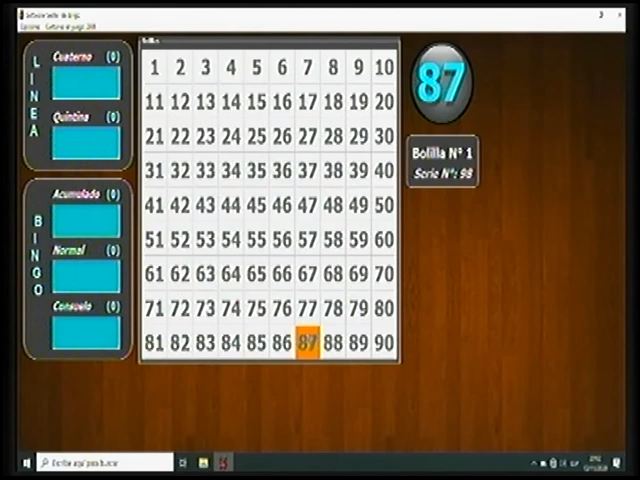 Bolillas
L I N E A
Cuaterno (0)
Quintina (0)
B I N G O
Acumulado (0)
Normal (0)
Consuelo (0)
1 2 3 4 5 6 7 8 9 10
11 12 13 14 15 16 17 18 19 20
21 22 23 24 25 26 27 28 29 30
31 32 33 34 35 36 37 38 39 40
41 42 43 44 45 46 47 48 49 50
51 52 53 54 55 56 57 58 59 60
61 62 63 64 65 66 67 68 69 70
71 72 73 74 75 76 77 78 79 80
81 82 83 84 85 86 87 88 89 90
87
Bolilla N° 1
Serie N°: 98
Escribe aquí para buscar